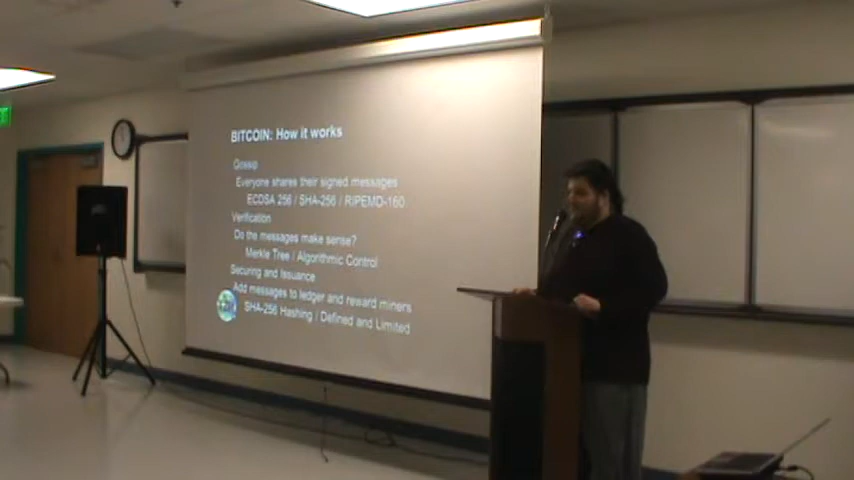 BITCOIN: How it works
Gossip
Everyone shares their signed messages
ECDSA 256 / SHA-256 / RIPEMD-160
Verification
Do the messages make sense?
Merkle Tree / Algorithmic Control
Securing and Issuance
Add messages to ledger and reward miners
SHA-256 Hashing / Defined and Limited